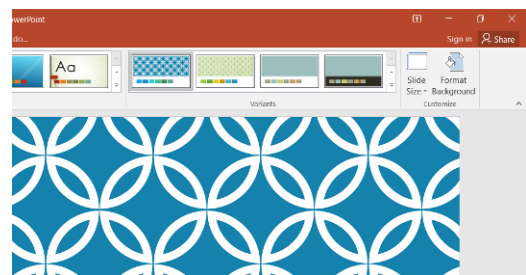 owerPoint
do...
Sign in Share
Aa
Slide Size
Format Background
Variants
Customize